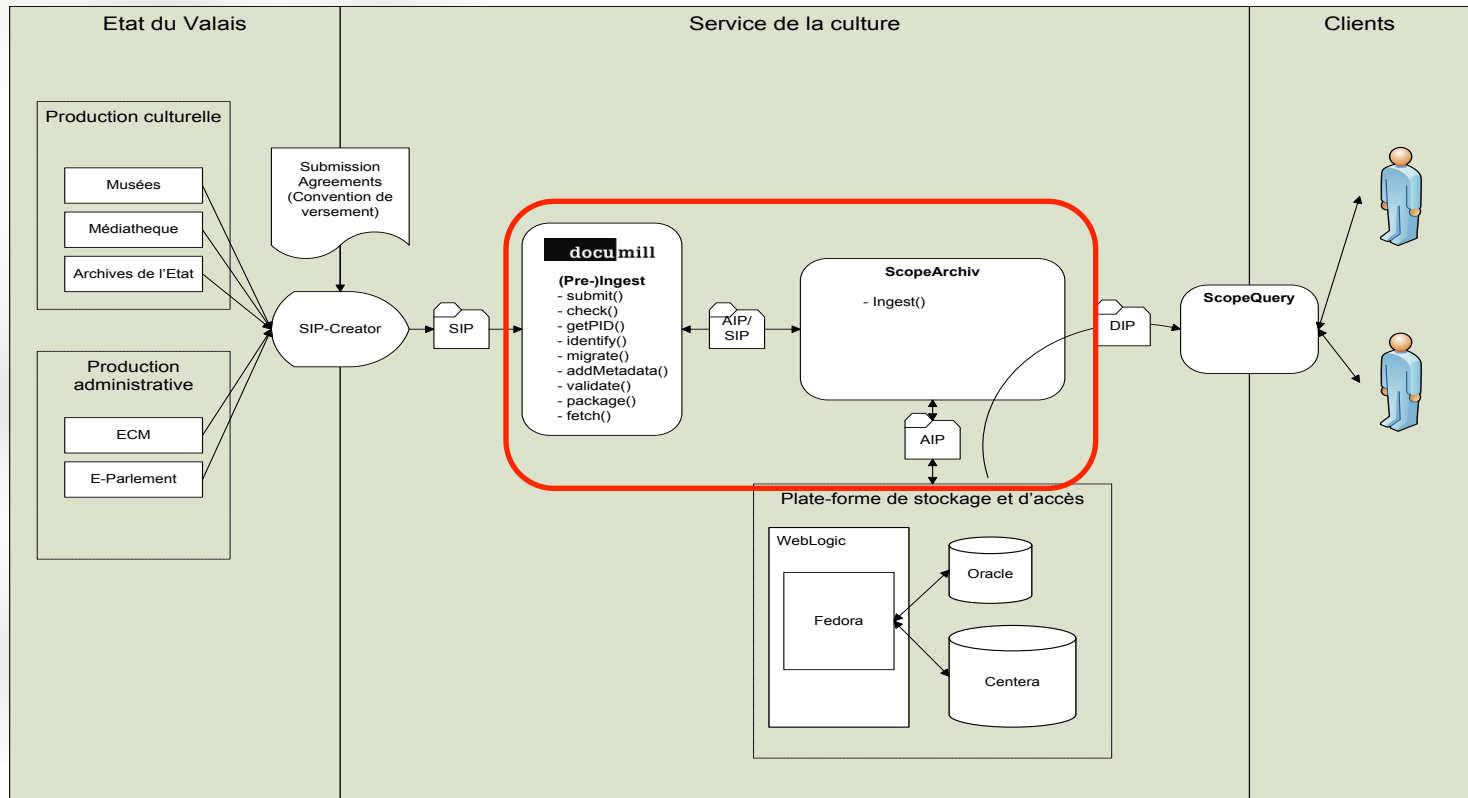 Etat du Valais
Service de la culture
Clients
Production culturelle
Musées
Médiatheque
Archives de l'Etat
Production
administrative
ECM
E-Parlement
Submission
Agreements
(Convention de
versement)
SIP-Creator
SIP
documill
(Pre-)Ingest
- submit()
- check()
- getPID()
- identify()
- migrate()
- addMetadata()
- validate()
- package()
- fetch()
AIP/
SIP
ScopeArchiv
- Ingest()
AIP
DIP
ScopeQuery
Plate-forme de stockage et d'accès
WebLogic
Fedora
Oracle
Centera